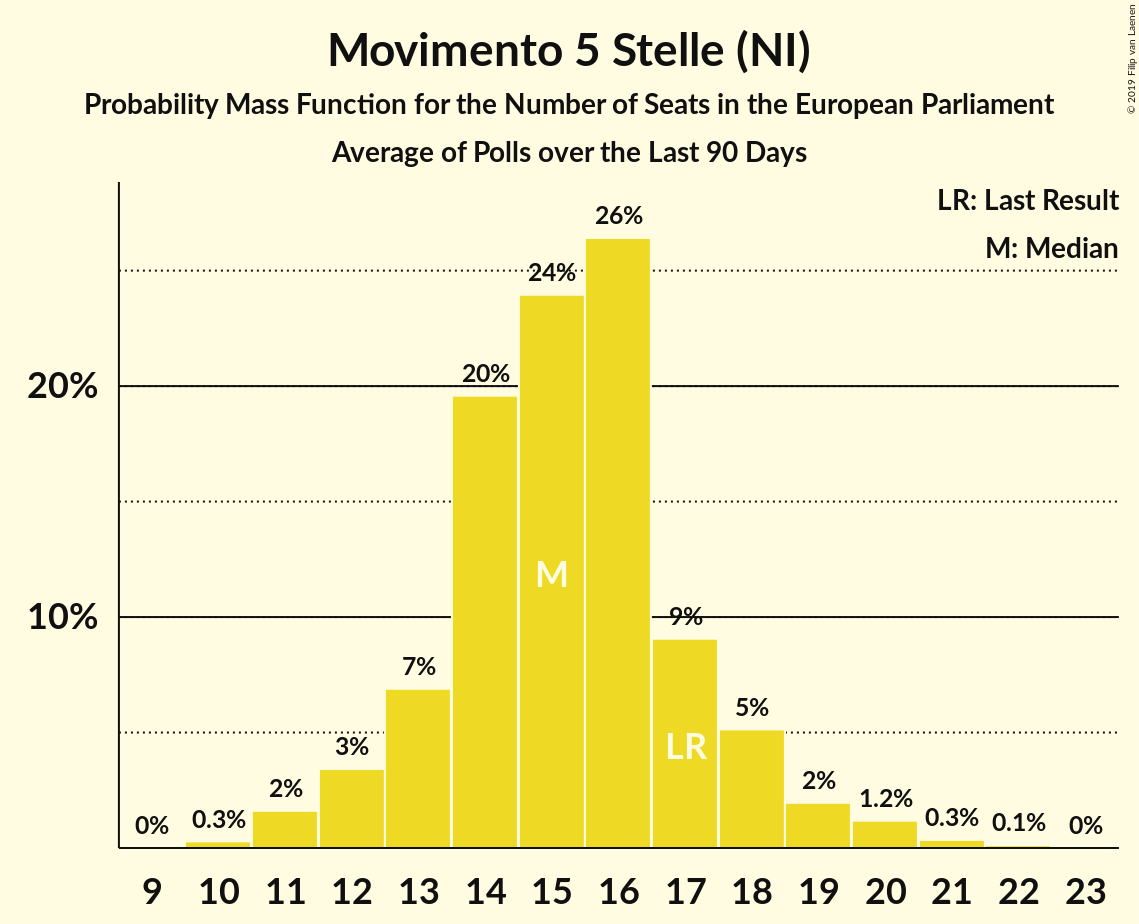 Movimento 5 Stelle (NI)
Probability Mass Function for the Number of Seats in the European Parliament
Average of Polls over the Last 90 Days
© 2019 Filip van Laenen
LR: Last Result
M: Median
26%
24%
20%
20%
10%
9%
7%
5%
3%
2%
2%
1.2%
0%
0.3%
0.3%
0.1%
0%
M
LR
9 10 11 12 13 14 15 16 17 18 19 20 21 22 23